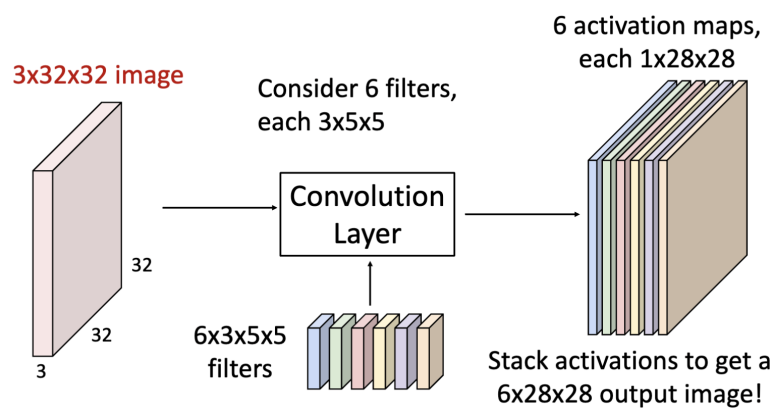 3x32x32 image
32
32
3
Consider 6 filters,
each 3x5x5
Convolution
Layer
6x3x5x5
filters
6 activation maps,
each 1x28x28
Stack activations to get a
6x28x28 output image!